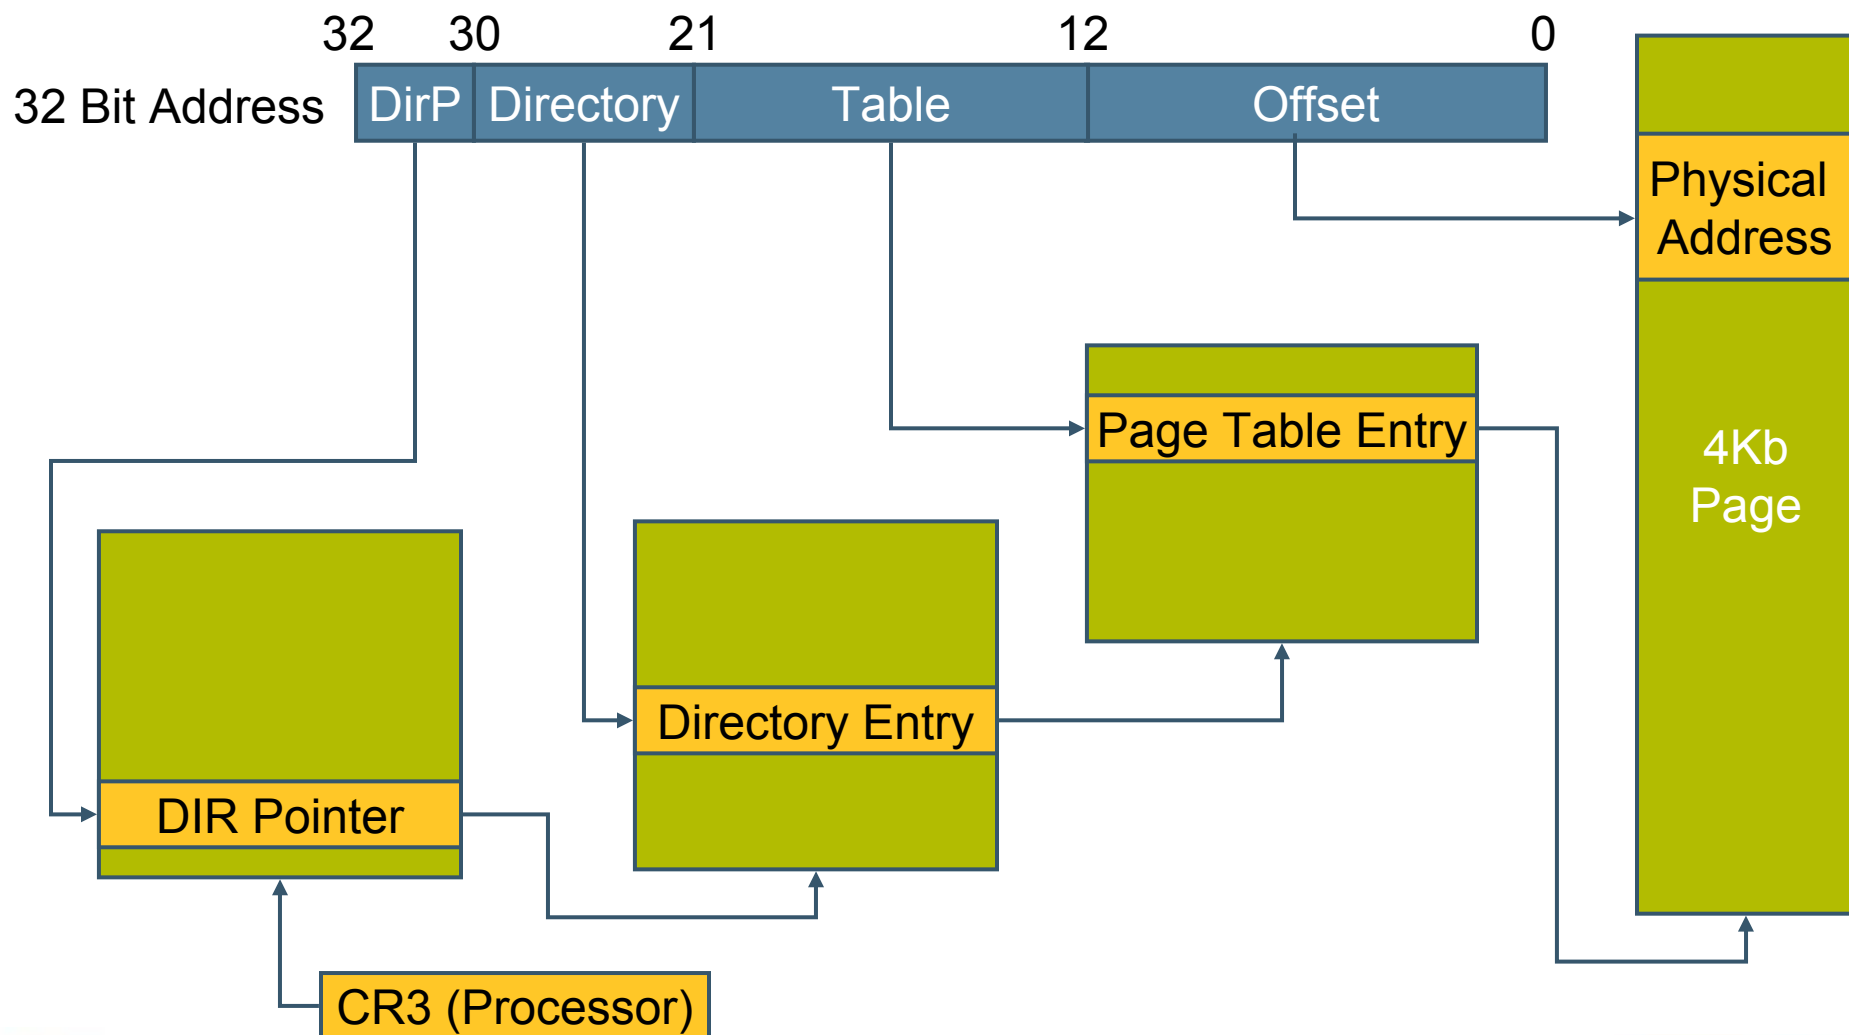 32 30 21 12 0
32 Bit Address DirP Directory Table Offset
Physical
Address
Page Table Entry
4Kb
Page
Directory Entry
DIR Pointer
CR3 (Processor)